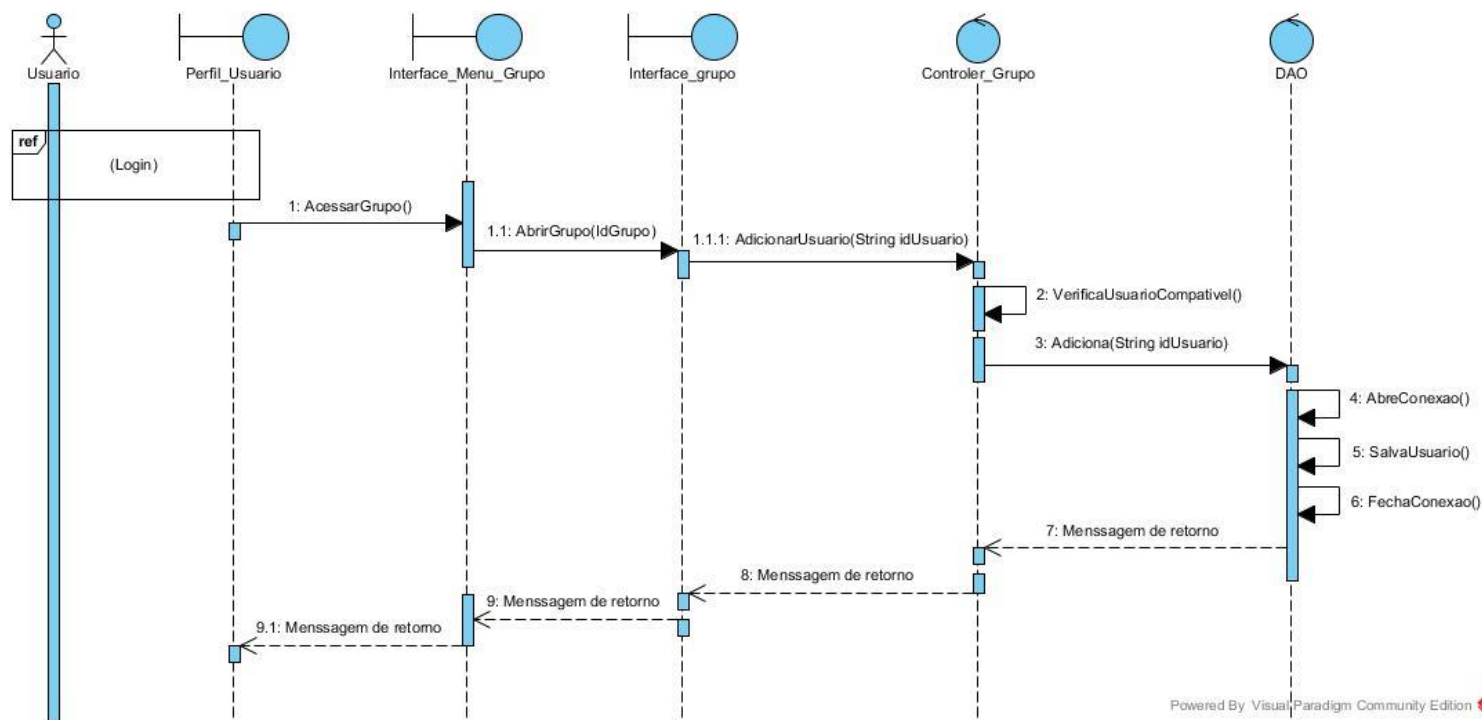 Usuario
Perfil_Usuario
Interface_Menu_Grupo
Interface_grupo
Controler_Grupo
DAO
ref
(Login)
1: AcessarGrupo()
1.1: AbrirGrupo(IdGrupo)
1.1.1: AdicionarUsuario(String idUsuario)
2: VerificaUsuarioCompativel()
3: Adiciona(String idUsuario)
4: AbreConexao()
5: SalvaUsuario()
6: FechaConexao()
7: Menssagem de retorno
8: Menssagem de retorno
9: Menssagem de retorno
9.1: Menssagem de retorno
Powered By Visual Paradigm Community Edition